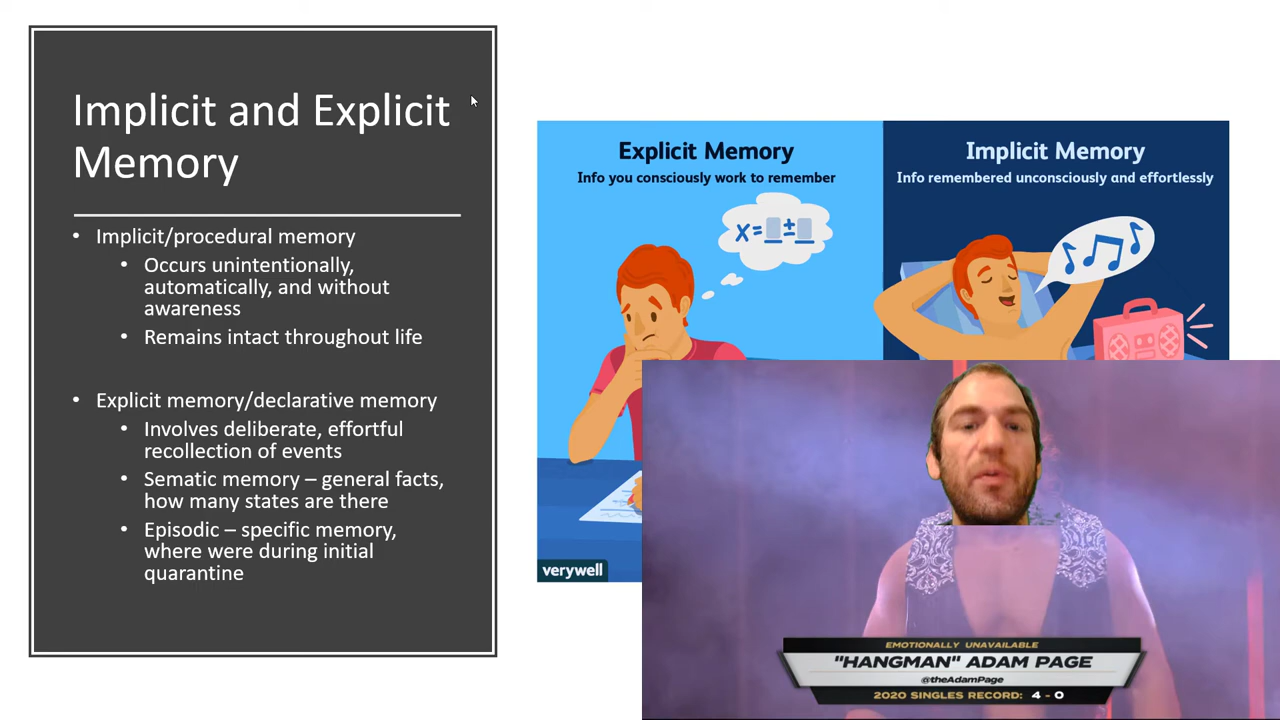 Implicit and Explicit
Memory
• Implicit/procedural memory
• Occurs unintentionally,
automatically, and without
awareness
• Remains intact throughout life
• Explicit memory/declarative memory
• Involves deliberate, effortful
recollection of events
• Sematic memory – general facts,
how many states are there
• Episodic – specific memory,
where were during initial
quarantine
Explicit Memory
Info you consciously work to remember
X=_±_
Implicit Memory
Info remembered unconsciously and effortlessly
verywell
EMOTIONALLY UNAVAILABLE
"HANGMAN" ADAM PAGE
@theAdamPage
2020 SINGLES RECORD: 4 - 0